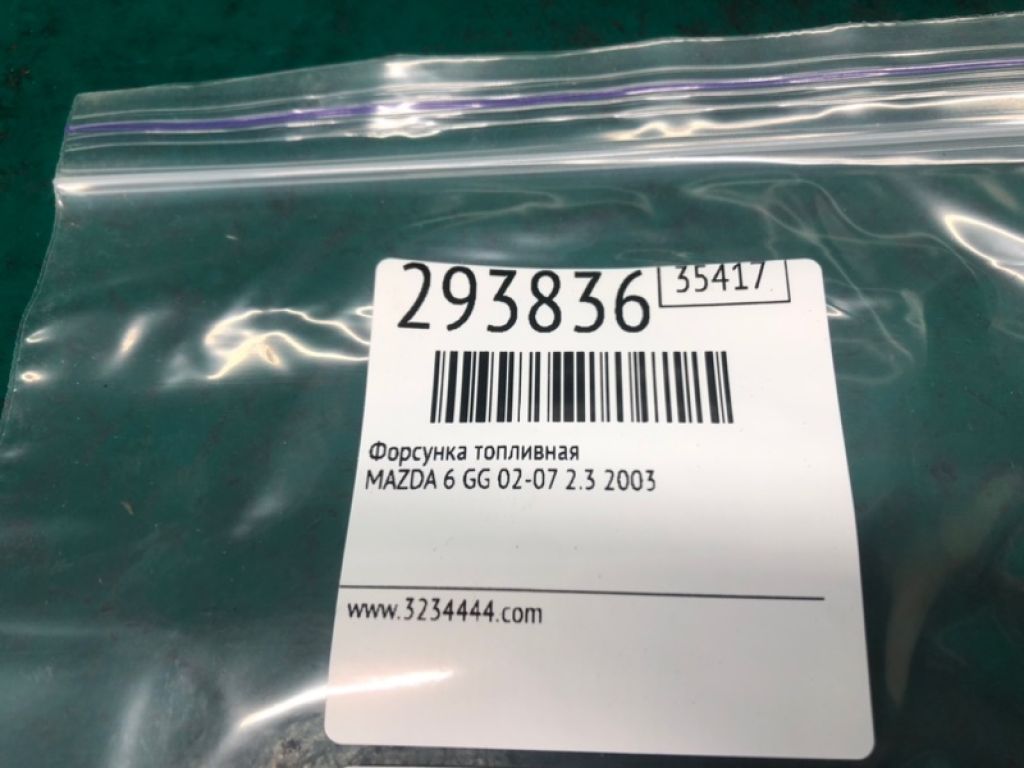 293836 35417
Форсунка топливная
MAZDA 6 GG 02-07 2.3 2003
www.3234444.com